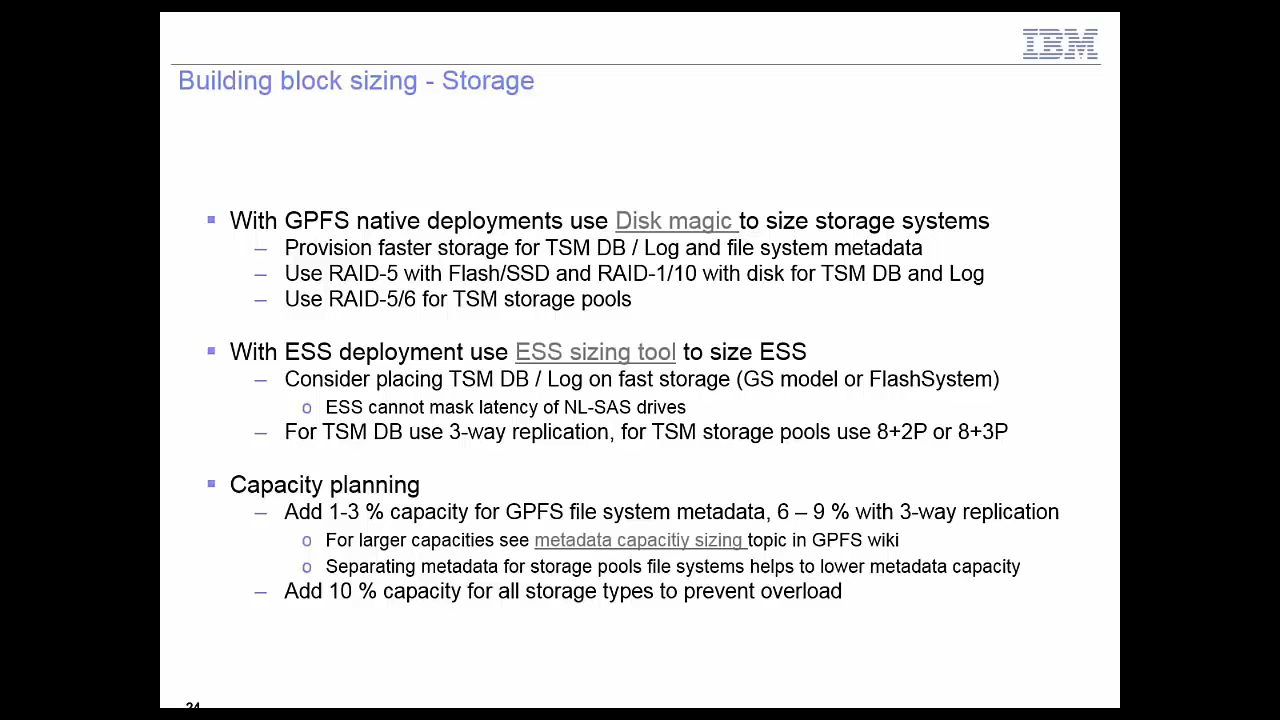 IBM
Building block sizing - Storage
▪ With GPFS native deployments use Disk magic to size storage systems
– Provision faster storage for TSM DB / Log and file system metadata
– Use RAID-5 with Flash/SSD and RAID-1/10 with disk for TSM DB and Log
– Use RAID-5/6 for TSM storage pools
▪ With ESS deployment use ESS sizing tool to size ESS
– Consider placing TSM DB / Log on fast storage (GS model or FlashSystem)
o ESS cannot mask latency of NL-SAS drives
– For TSM DB use 3-way replication, for TSM storage pools use 8+2P or 8+3P
▪ Capacity planning
– Add 1-3 % capacity for GPFS file system metadata, 6 – 9 % with 3-way replication
o For larger capacities see metadata capacitiy sizing topic in GPFS wiki
o Separating metadata for storage pools file systems helps to lower metadata capacity
– Add 10 % capacity for all storage types to prevent overload
24